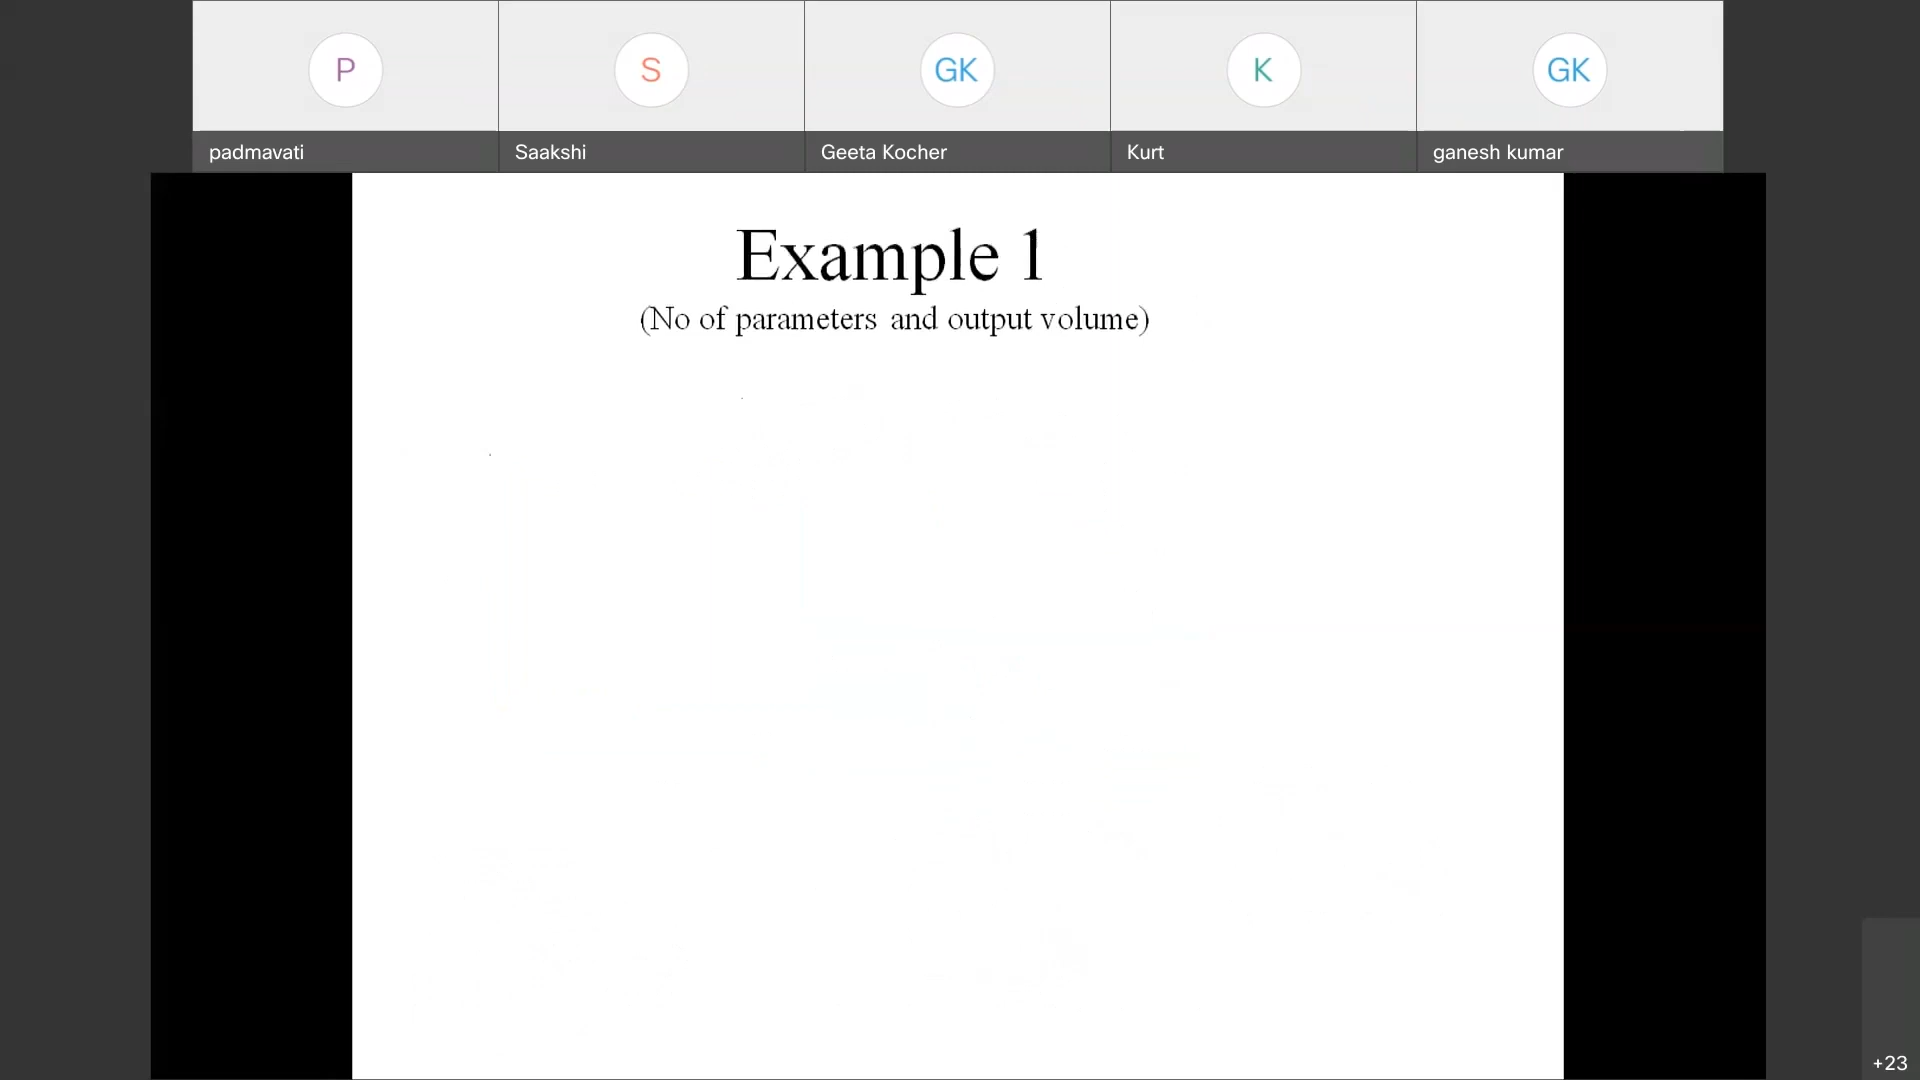 P
S
GK
K
GK
padmavati
Saakshi
Geeta Kocher
Kurt
ganesh kumar
Example 1
(No of parameters and output volume)
+23